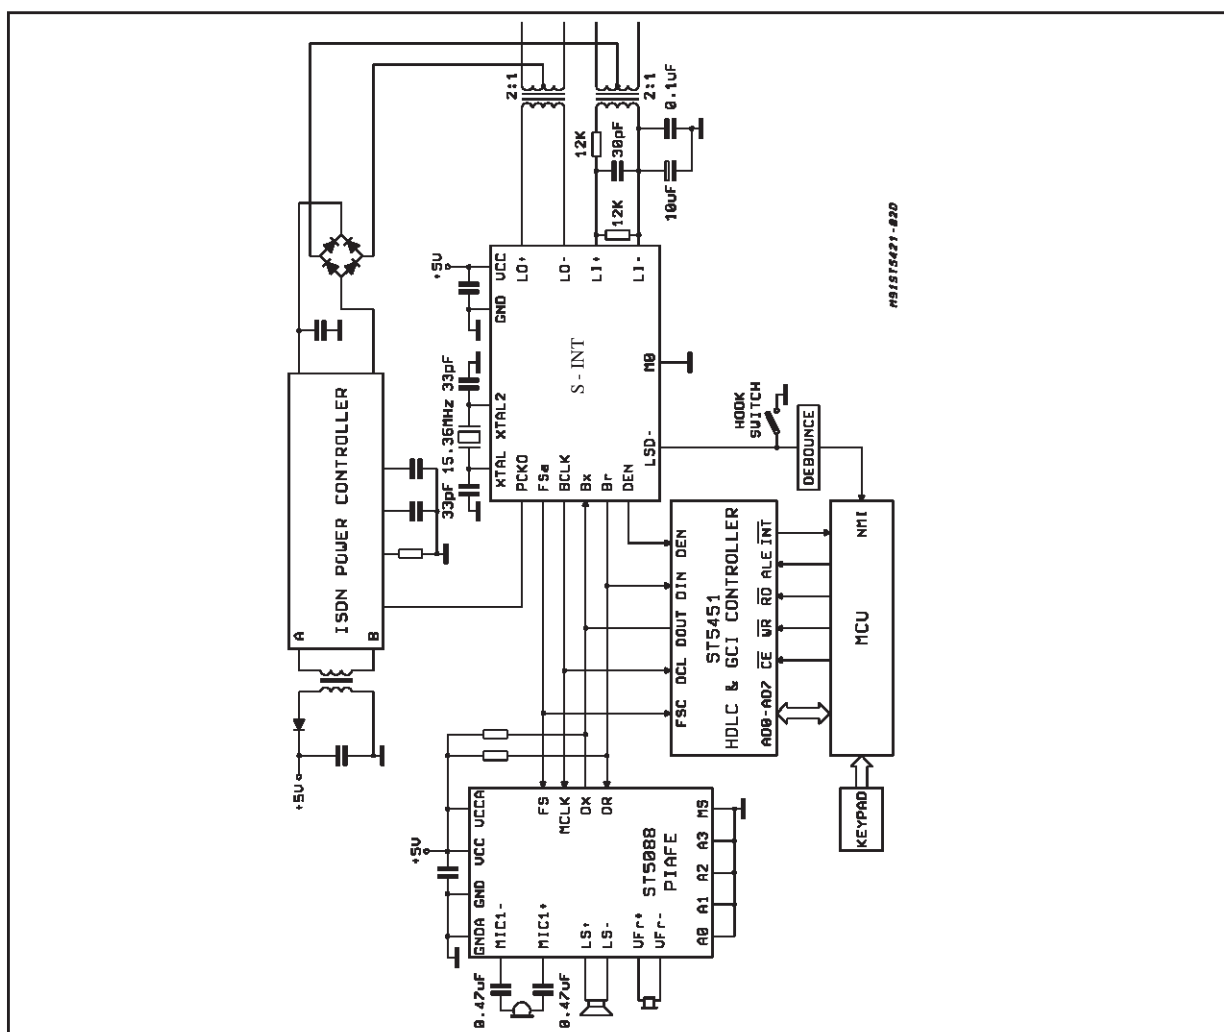 2:1
2:1
0.1uF
12K
30pF
10uF
12K
+5V
VCC
LO+
LO-
LI+
LI-
GND
S - INT
M0
33pF 15.36MHz 33pF
XTAL XTAL2
PCKO
FSa
BCLK
Bx
Br
DEN
LSD-
HOOK
SWITCH
DEBOUNCE
ISDN POWER CONTROLLER
A
B
+5V
ST5451
HDLC & GCI CONTROLLER
FSC DCL DOUT DIN DEN
AD0-AD7 CE WR RD ALE INT
NMI
MCU
KEYPAD
+5V
GNDA GND VCC VCCA
FS
MCLK
DX
DR
ST5088
PIAFE
A0 A1 A2 A3 MS
MIC1-
MIC1+
LS+
LS-
VFr+
VFr-
0.47uF
0.47uF
M91ST5421-02D